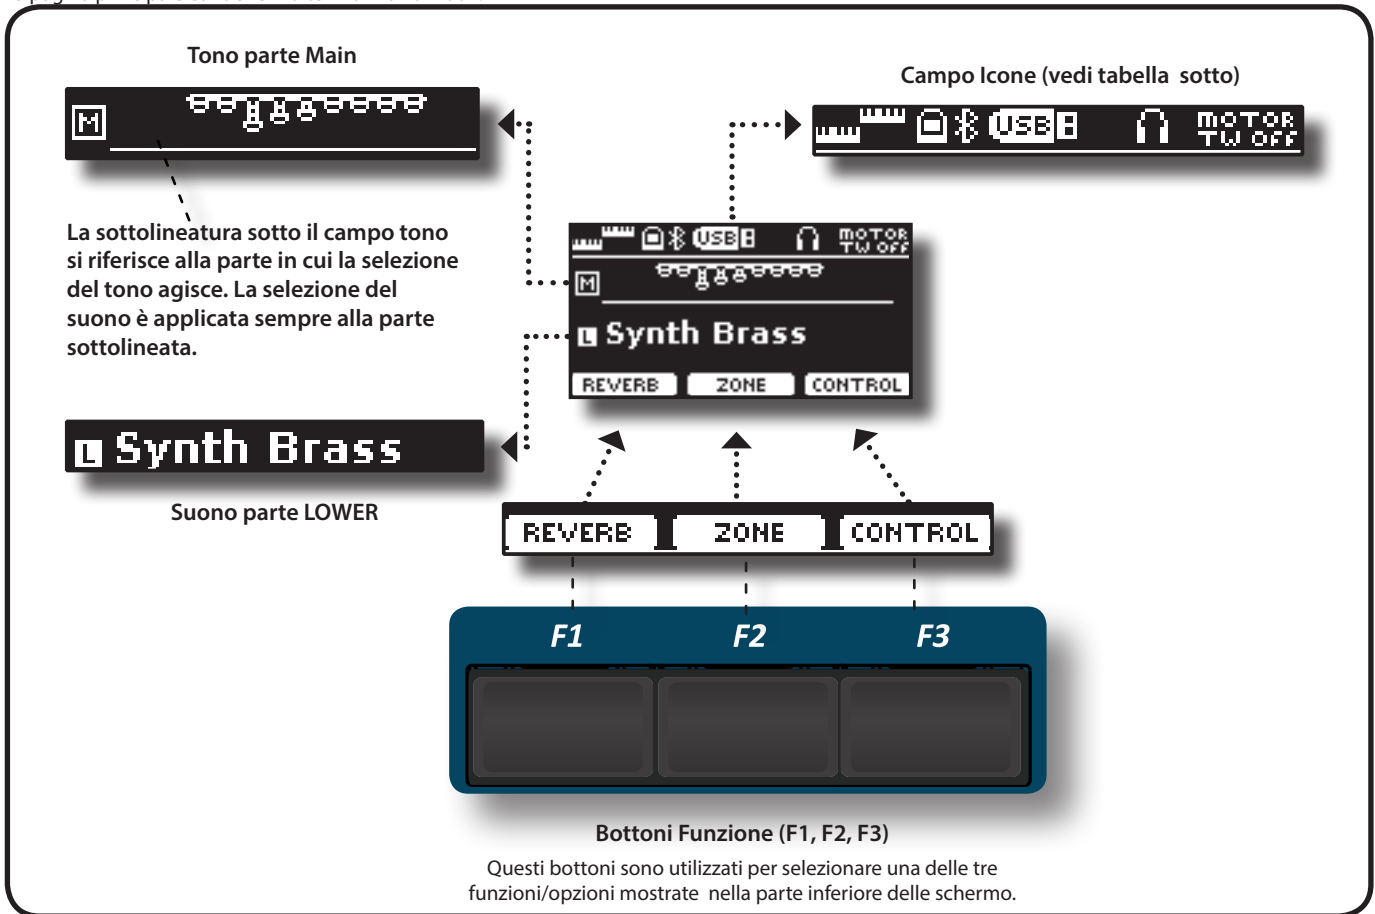 Tono parte Main
Campo Icone (vedi tabella sotto)
M
USB
MOTOR
TW OFF
La sottolineatura sotto il campo tono
si riferisce alla parte in cui la selezione
del tono agisce. La selezione del
suono è applicata sempre alla parte
sottolineata.
USB
MOTOR
TW OFF
M
L Synth Brass
REVERB ZONE CONTROL
L Synth Brass
Suono parte LOWER
REVERB ZONE CONTROL
F1 F2 F3
Bottoni Funzione (F1, F2, F3)
Questi bottoni sono utilizzati per selezionare una delle tre
funzioni/opzioni mostrate nella parte inferiore delle schermo.